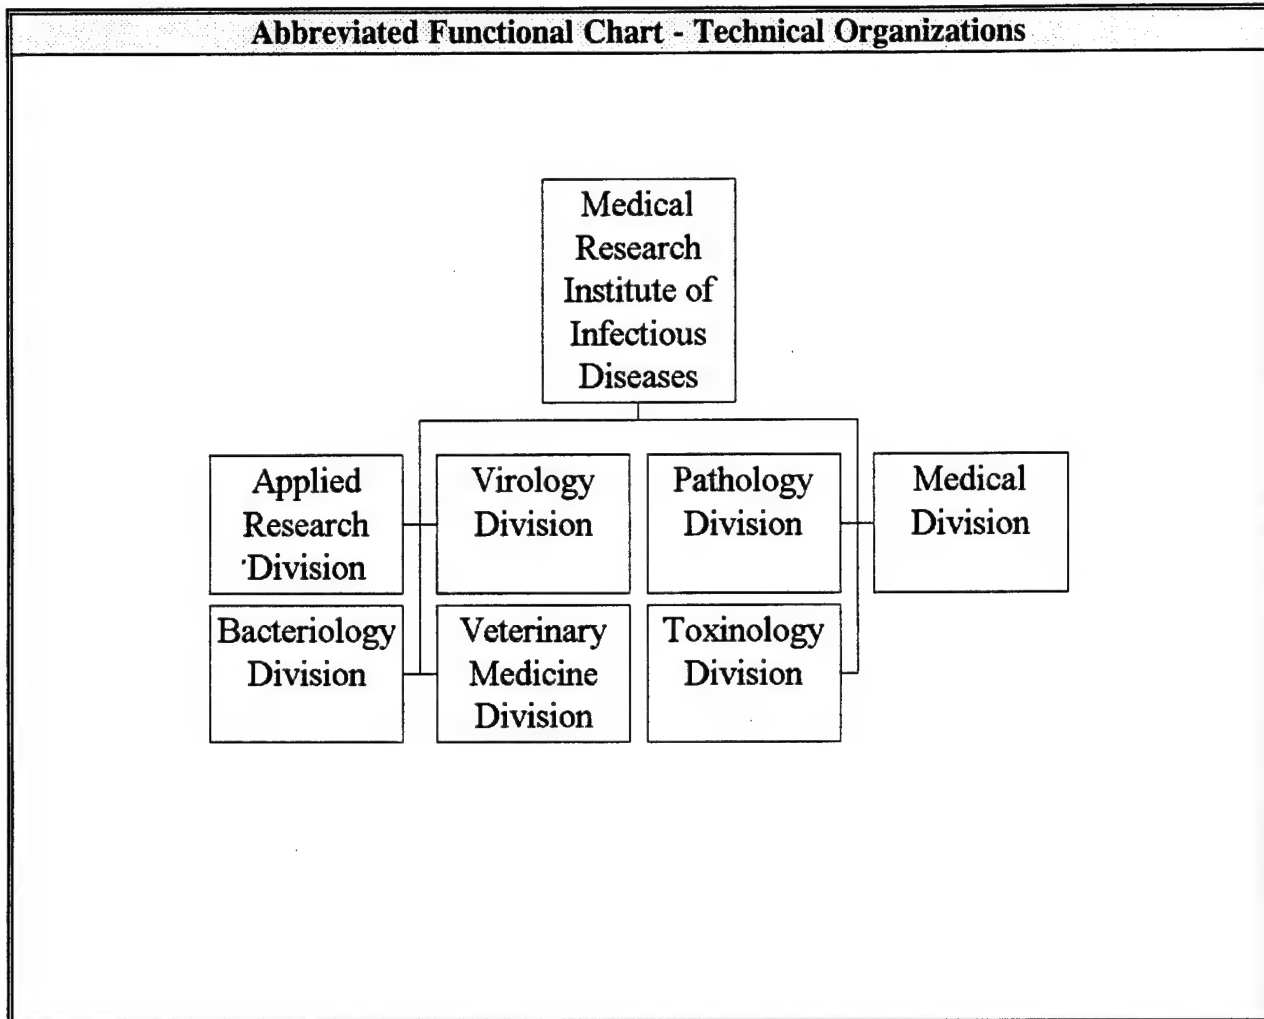 Abbreviated Functional Chart - Technical Organizations
Medical
Research
Institute of
Infectious
Diseases
Applied
Research
Division
Virology
Division
Pathology
Division
Medical
Division
Bacteriology
Division
Veterinary
Medicine
Division
Toxinology
Division